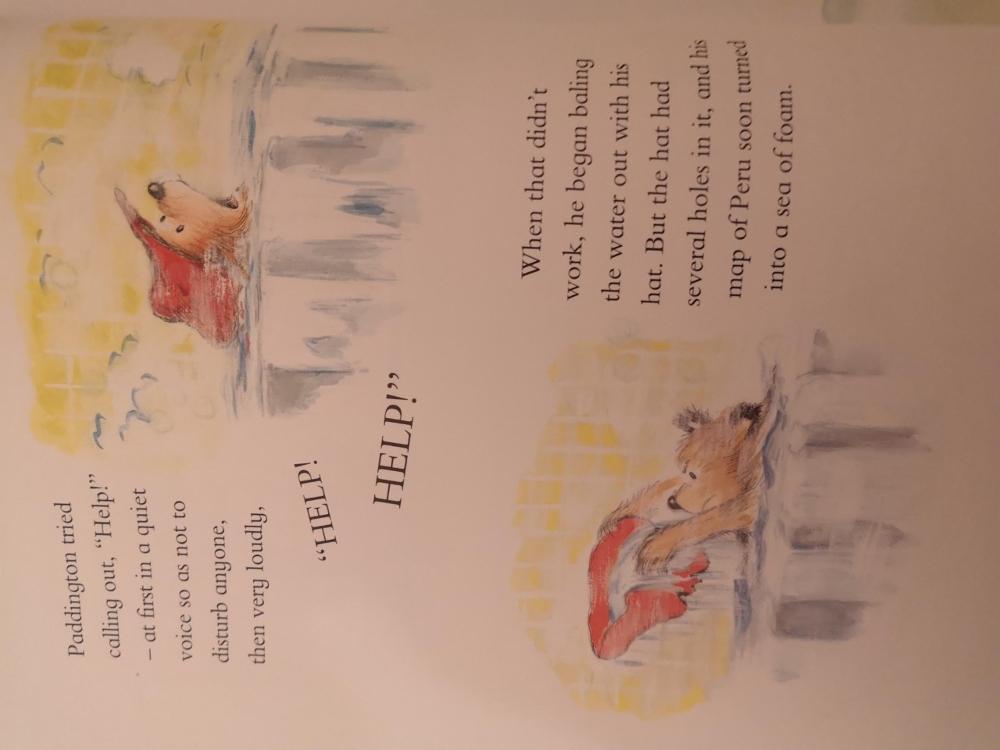 Paddington tried
calling out, “Help!”
– at first in a quiet
voice so as not to
disturb anyone,
then very loudly,
“HELP!
HELP!”
When that didn’t
work, he began baling
the water out with his
hat. But the hat had
several holes in it, and his
map of Peru soon turned
into a sea of foam.